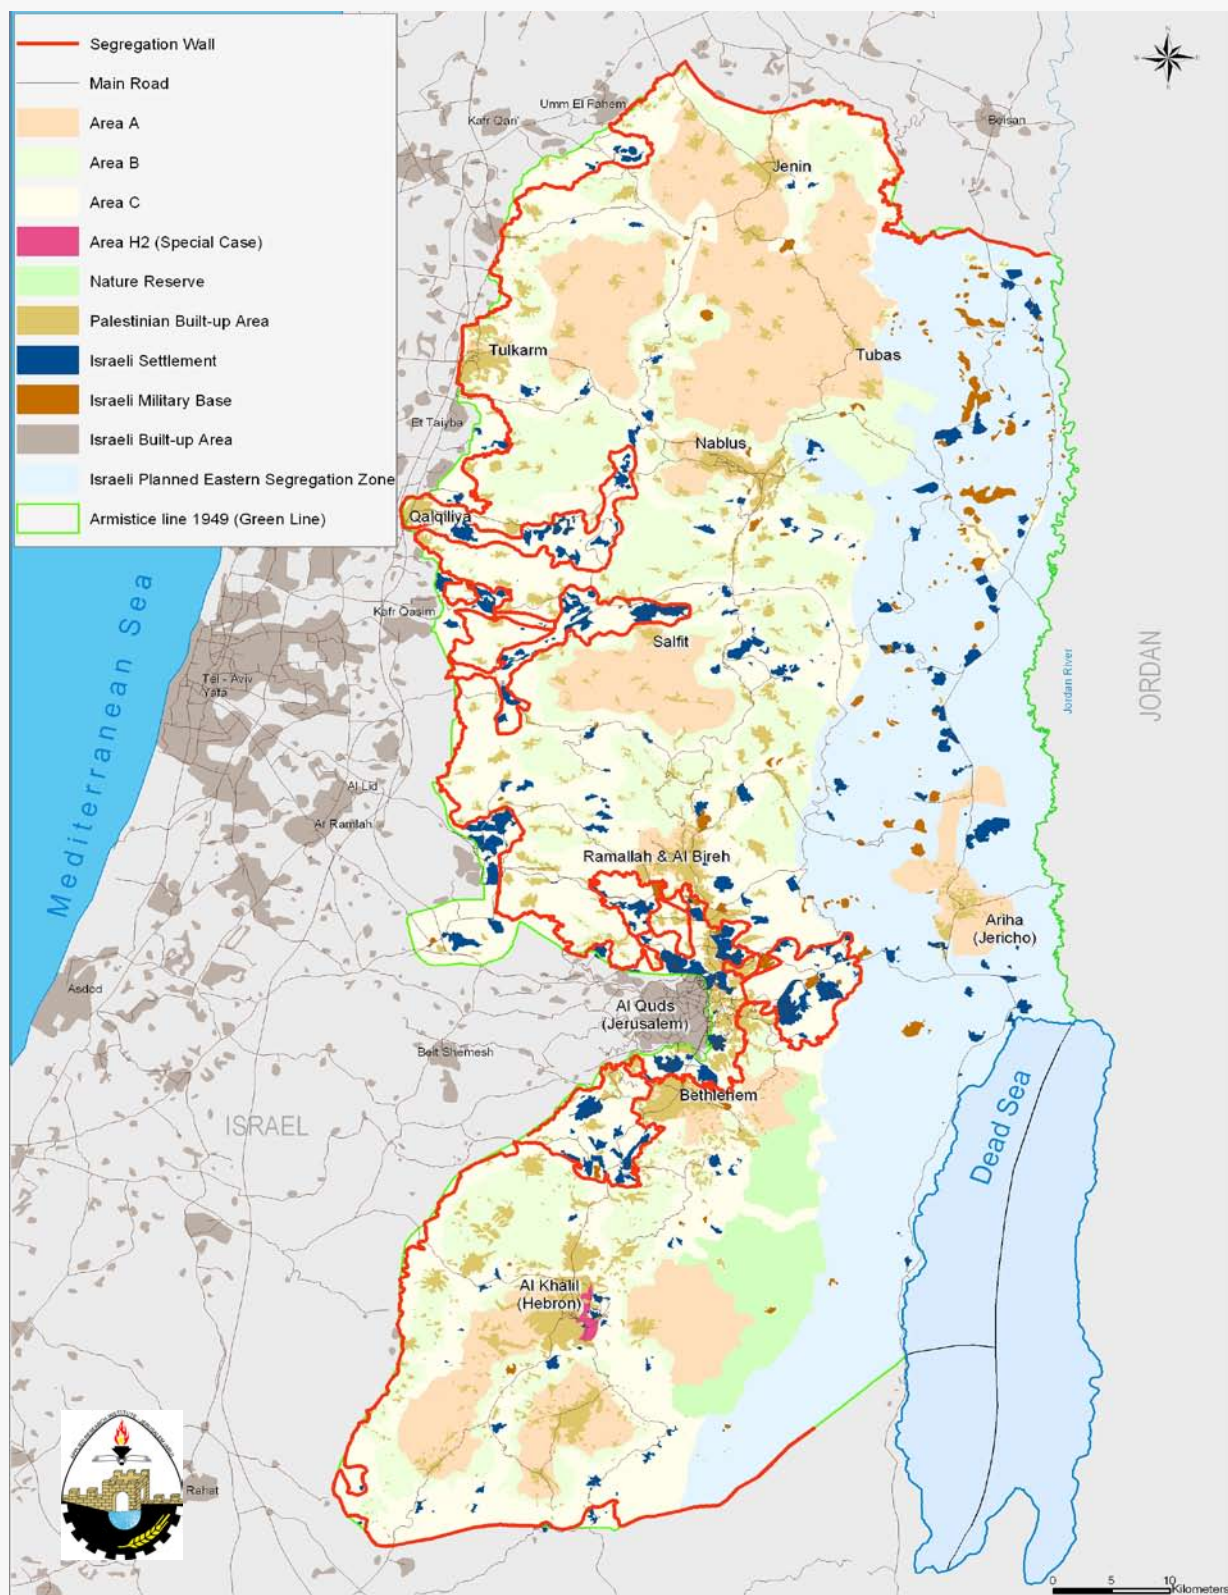 Segregation Wall
Main Road
Area A
Area B
Area C
Area H2 (Special Case)
Nature Reserve
Palestinian Built-up Area
Israeli Settlement
Israeli Military Base
Israeli Built-up Area
Israeli Planned Eastern Segregation Zone
Armistice line 1949 (Green Line)
Umm El Fahem
Kafr Qari'
Beisan
Jenin
Tulkarm
Tubas
Et Taiyba
Nablus
Qalqiliya
Kafr Qasim
Salfit
Mediterranean Sea
Tel - Aviv
Yafa
Jordan River
JORDAN
Al Lid
Ar Ramlah
Ramallah & Al Bireh
Ariha
(Jericho)
Asdod
Al Quds
(Jerusalem)
Beit Shemesh
Bethlehem
ISRAEL
Dead Sea
Al Khalil
(Hebron)
Rahat
0 5 10
Kilometers